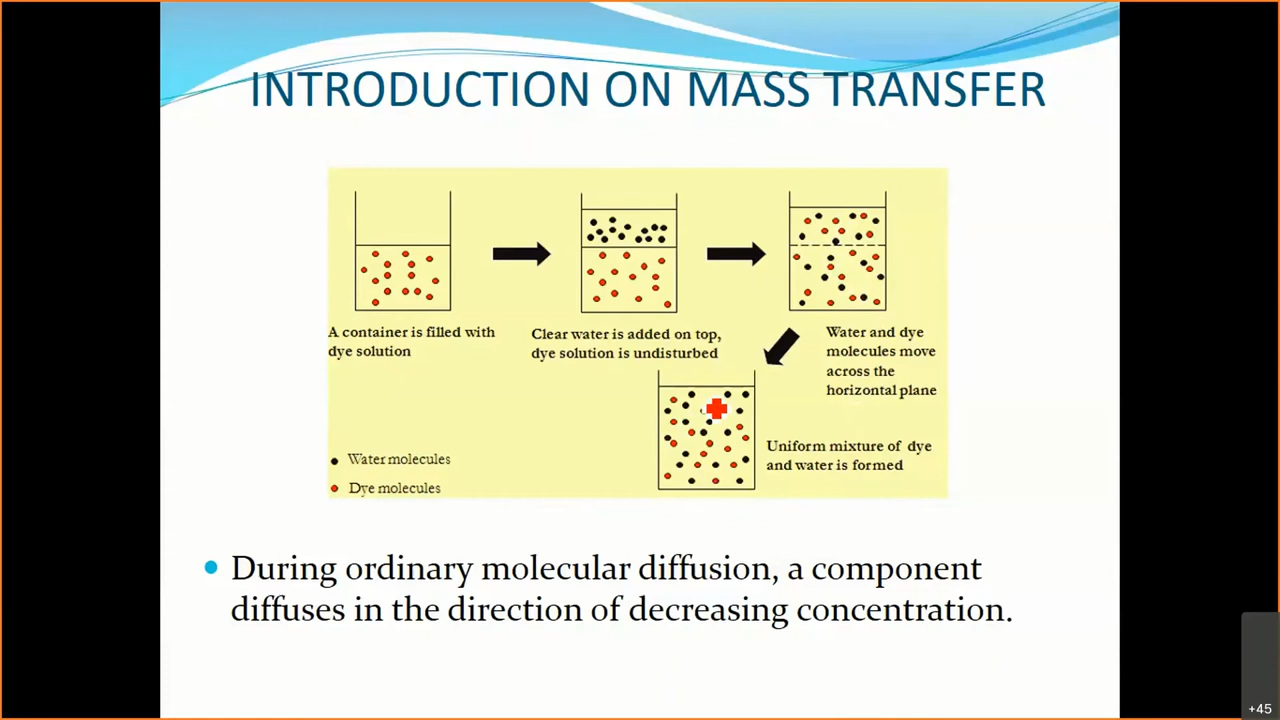 INTRODUCTION ON MASS TRANSFER
A container is filled with
dye solution
Clear water is added on top,
dye solution is undisturbed
Water and dye
molecules move
across the
horizontal plane
Uniform mixture of dye
and water is formed
Water molecules
Dye molecules
During ordinary molecular diffusion, a component
diffuses in the direction of decreasing concentration.
+45